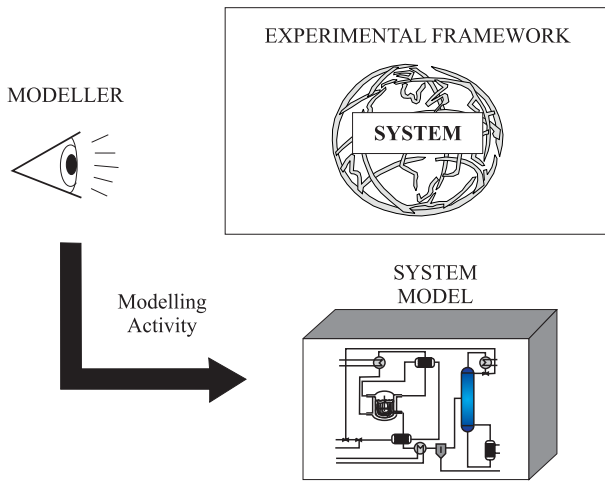 EXPERIMENTAL FRAMEWORK
MODELLER
SYSTEM
Modelling
Activity
SYSTEM
MODEL
M
I